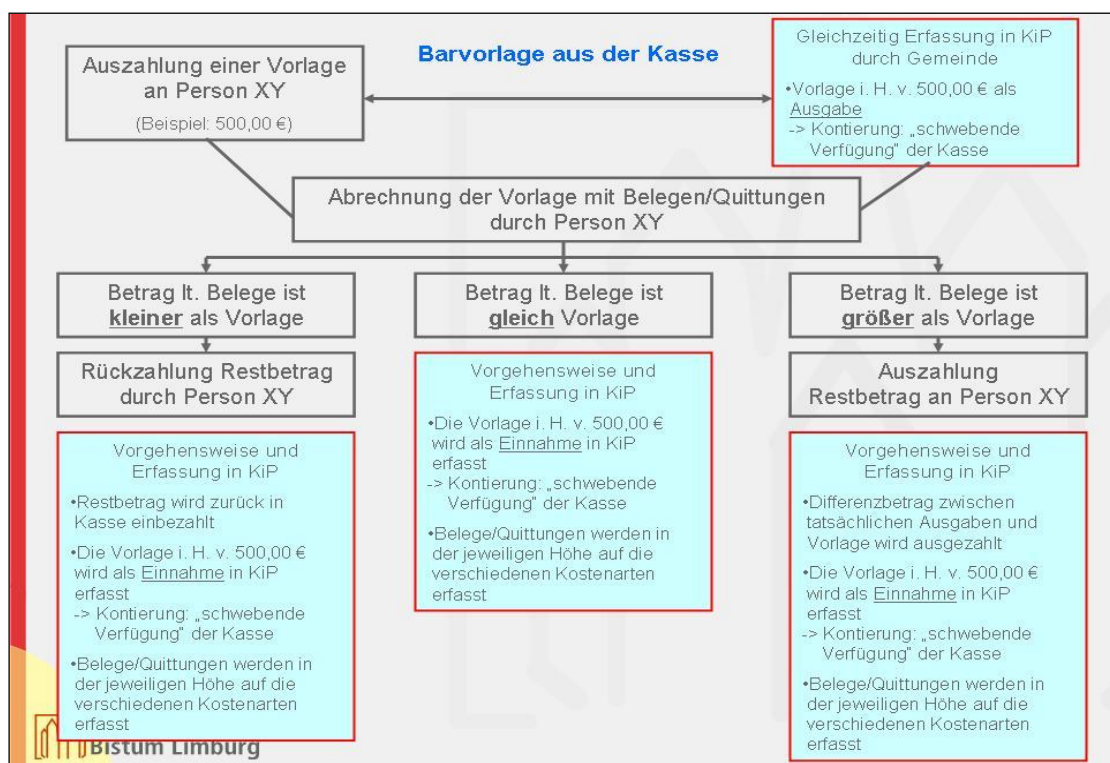 Barvorlage aus der Kasse
Auszahlung einer Vorlage
an Person XY
(Beispiel: 500,00 €)
Gleichzeitig Erfassung in KiP
durch Gemeinde
•Vorlage i. H. v. 500,00 € als
Ausgabe
-> Kontierung: „schwebende
Verfügung" der Kasse
Abrechnung der Vorlage mit Belegen/Quittungen
durch Person XY
Betrag lt. Belege ist
kleiner als Vorlage
Rückzahlung Restbetrag
durch Person XY
Vorgehensweise und
Erfassung in KiP
•Restbetrag wird zurück in
Kasse einbezahlt
•Die Vorlage i. H. v. 500,00 €
wird als Einnahme in KiP
erfasst
-> Kontierung: „schwebende
Verfügung" der Kasse
•Belege/Quittungen werden in
der jeweiligen Höhe auf die
verschiedenen Kostenarten
erfasst
Betrag lt. Belege ist
gleich Vorlage
Vorgehensweise und
Erfassung in KiP
•Die Vorlage i. H. v. 500,00 €
wird als Einnahme in KiP
erfasst
-> Kontierung: „schwebende
Verfügung" der Kasse
•Belege/Quittungen werden in
der jeweiligen Höhe auf die
verschiedenen Kostenarten
erfasst
Betrag lt. Belege ist
größer als Vorlage
Auszahlung
Restbetrag an Person XY
Vorgehensweise und
Erfassung in KiP
•Differenzbetrag zwischen
tatsächlichen Ausgaben und
Vorlage wird ausgezahlt
•Die Vorlage i. H. v. 500,00 €
wird als Einnahme in KiP
erfasst
-> Kontierung: „schwebende
Verfügung" der Kasse
•Belege/Quittungen werden in
der jeweiligen Höhe auf die
verschiedenen Kostenarten
erfasst
Bistum Limburg